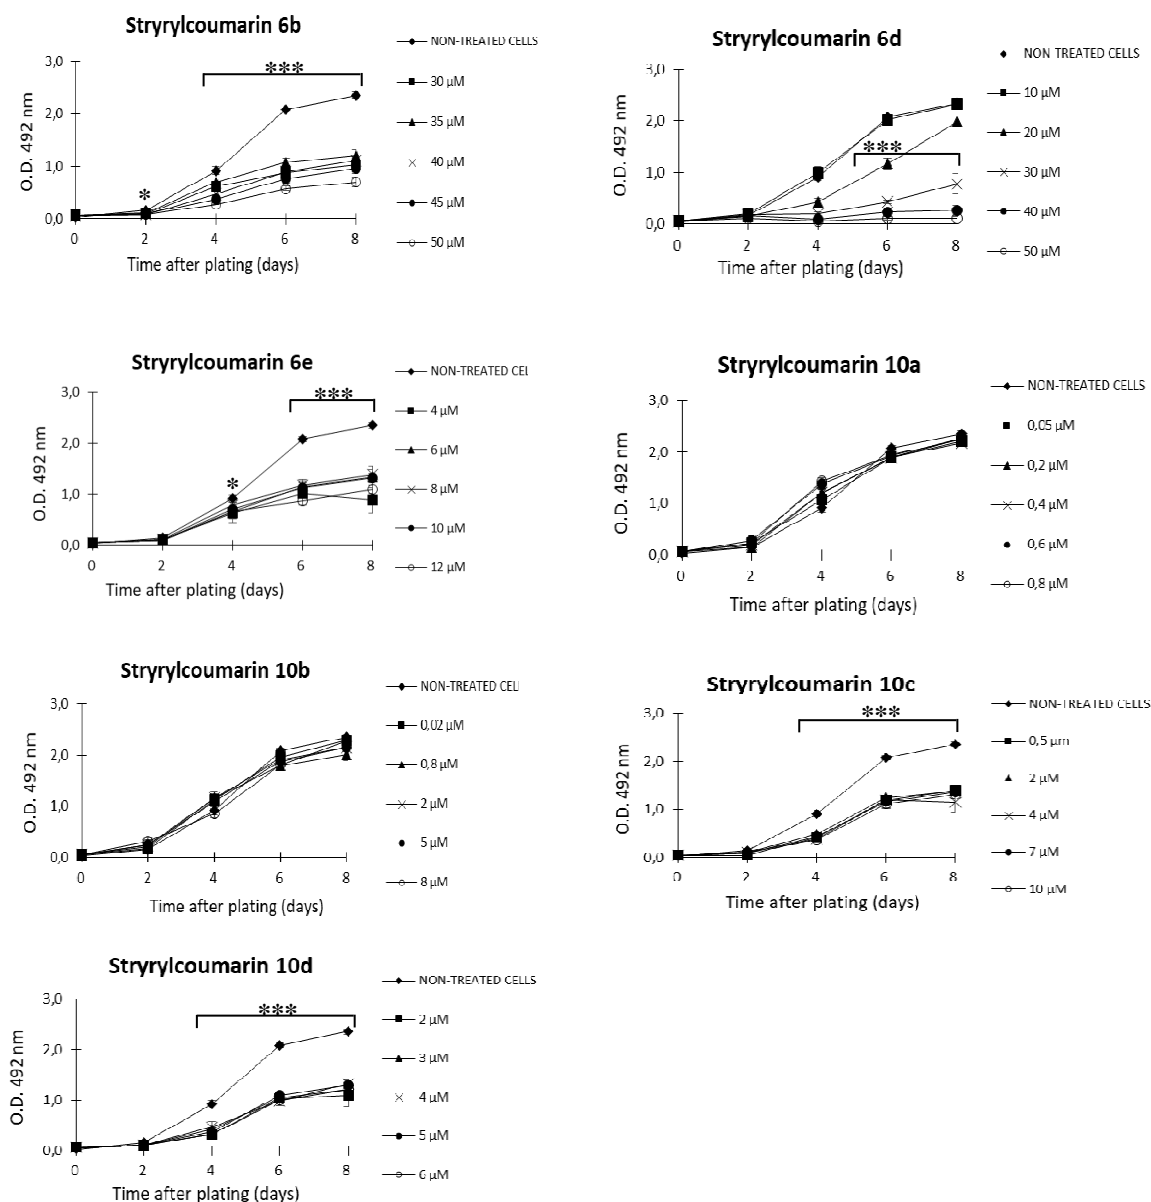 Stryrylcoumarin 6b
NON-TREATED CELLS
30 µM
35 µM
40 µM
45 µM
50 µM
***
*
3,0
2,0
1,0
0,0
O.D. 492 nm
0 2 4 6 8
Time after plating (days)
Stryrylcoumarin 6d
NON TREATED CELLS
10 µM
20 µM
30 µM
40 µM
50 µM
***
3,0
2,0
1,0
0,0
O.D. 492 nm
0 2 4 6 8
Time after plating (days)
Stryrylcoumarin 6e
NON-TREATED CEL
4 µM
6 µM
8 µM
10 µM
12 µM
***
*
3,0
2,0
1,0
0,0
O.D. 492 nm
0 2 4 6 8
Time after plating (days)
Stryrylcoumarin 10a
NON-TREATED CELLS
0,05 µM
0,2 µM
0,4 µM
0,6 µM
0,8 µM
3,0
2,0
1,0
0,0
O.D. 492 nm
0 2 4 6 8
Time after plating (days)
Stryrylcoumarin 10b
NON-TREATED CELI
0,02 µM
0,8 µM
2 µM
5 µM
8 µM
3,0
2,0
1,0
0,0
O.D. 492 nm
0 2 4 6 8
Time after plating (days)
Stryrylcoumarin 10c
NON-TREATED CELLS
0,5 µm
2 µM
4 µM
7 µM
10 µM
***
3,0
2,0
1,0
0,0
O.D. 492 nm
0 2 4 6 8
Time after plating (days)
Stryrylcoumarin 10d
NON-TREATED CELLS
2 µM
3 µM
4 µM
5 µM
6 µM
***
3,0
2,0
1,0
0,0
O.D. 492 nm
0 2 4 6 8
Time after plating (days)